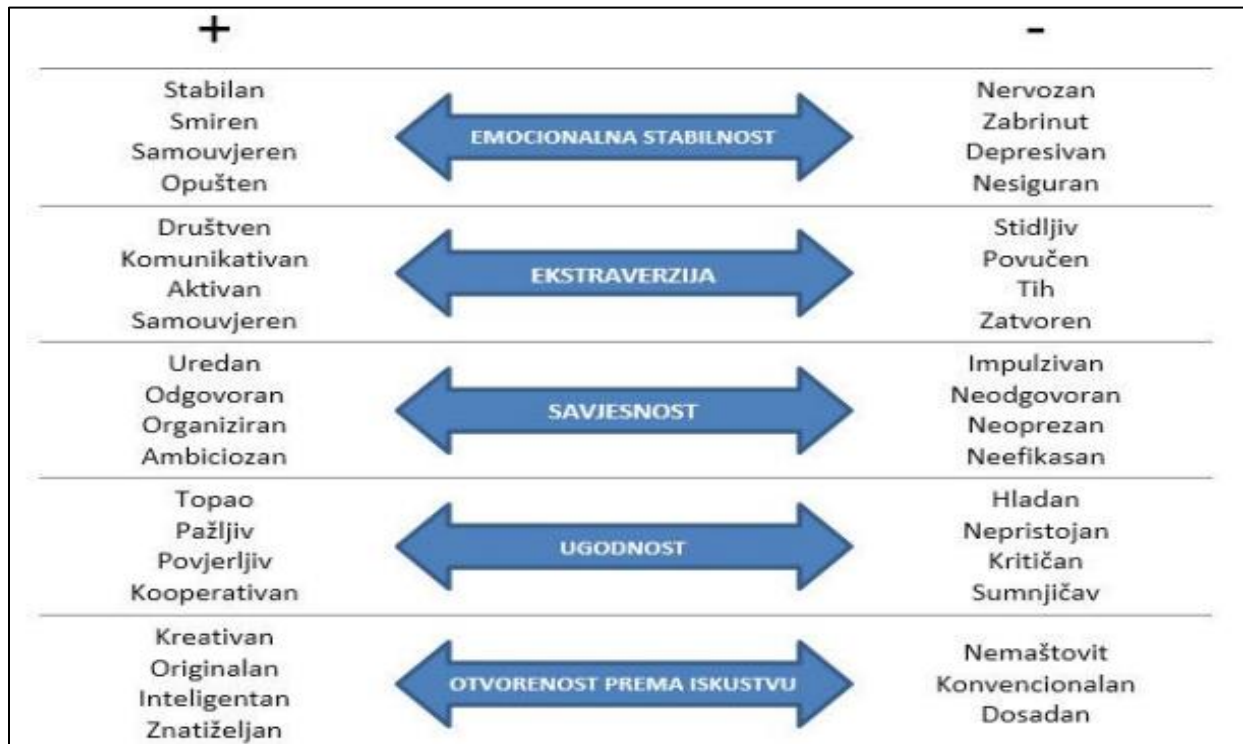 + -
Stabilan
Smiren
Samouvjeren
Opušten
EMOCIONALNA STABILNOST
Nervozan
Zabrinut
Depresivan
Nesiguran
Društven
Komunikativan
Aktivan
Samouvjeren
EKSTRAVERZIJA
Stidljiv
Povučen
Tih
Zatvoren
Uredan
Odgovoran
Organiziran
Ambiciozan
SAVJESNOST
Impulzivan
Neodgovoran
Neoprezan
Neefikasan
Topao
Pažljiv
Povjerljiv
Kooperativan
UGODNOST
Hladan
Nepristojan
Kritičan
Sumnjičav
Kreativan
Originalan
Inteligentan
Znatiželjan
OTVORENOST PREMA ISKUSTVU
Nemaštovit
Konvencionalan
Dosadan